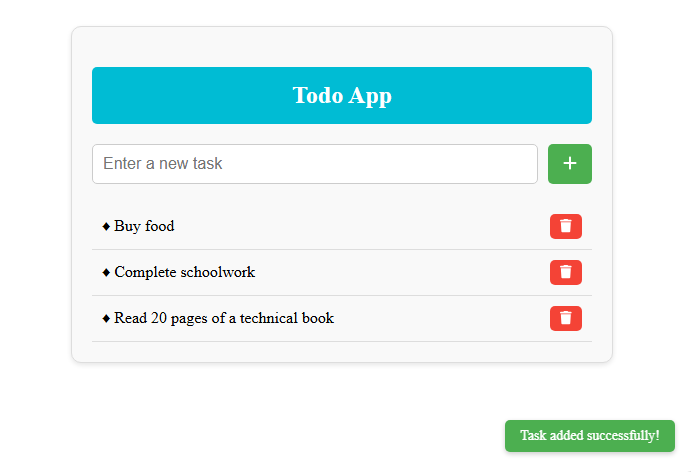 Todo App
Enter a new task
♦ Buy food
♦ Complete schoolwork
♦ Read 20 pages of a technical book
Task added successfully!